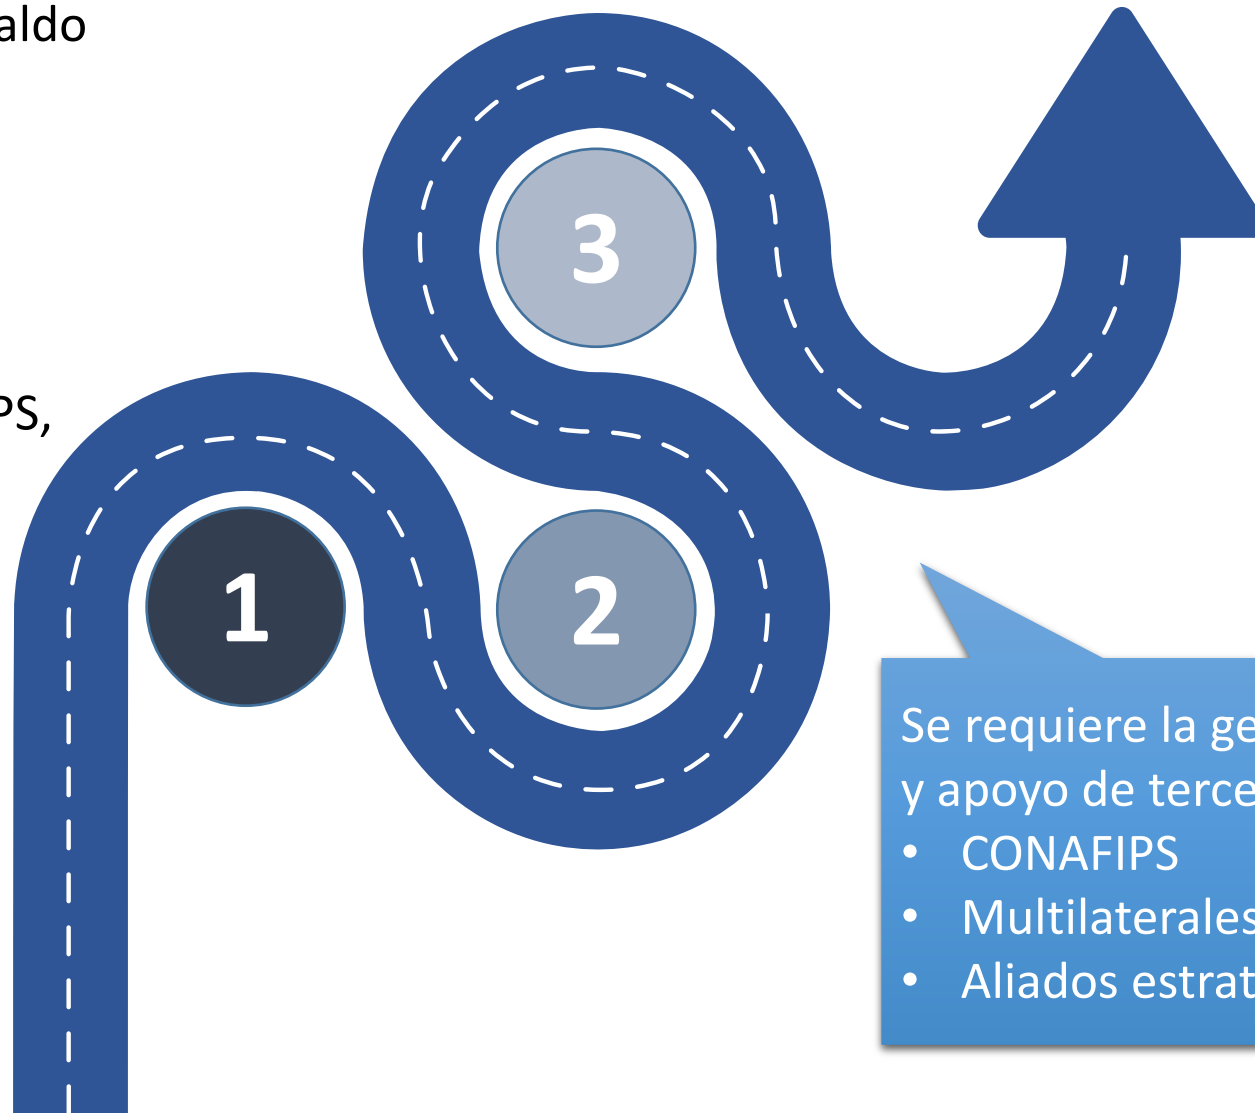 aldo
3
PS,
1
2
Se requiere la ge
y apoyo de terce
• CONAFIPS
• Multilaterales
• Aliados estrat